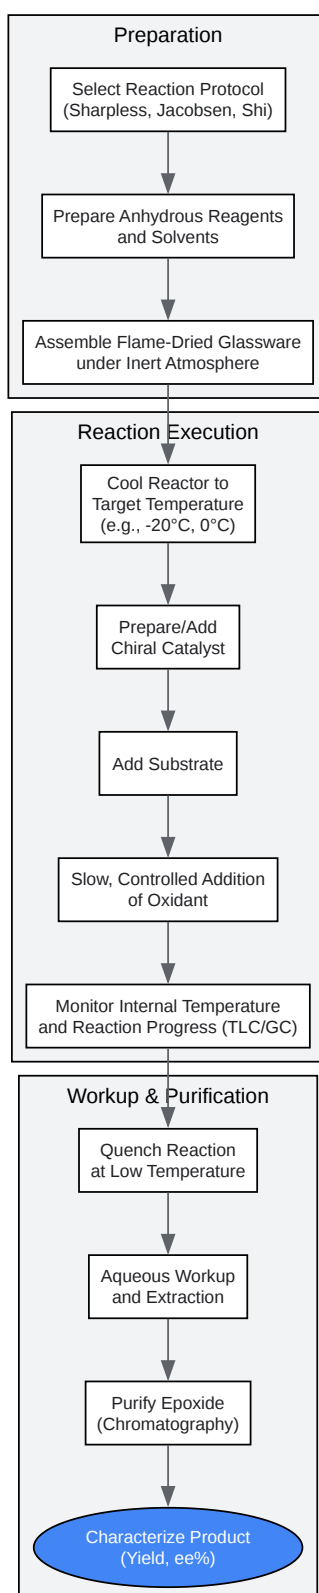 Preparation
Select Reaction Protocol
(Sharpless, Jacobsen, Shi)
Prepare Anhydrous Reagents
and Solvents
Assemble Flame-Dried Glassware
under Inert Atmosphere
Reaction Execution
Cool Reactor to
Target Temperature
(e.g., -20°C, 0°C)
Prepare/Add
Chiral Catalyst
Add Substrate
Slow, Controlled Addition
of Oxidant
Monitor Internal Temperature
and Reaction Progress (TLC/GC)
Workup & Purification
Quench Reaction
at Low Temperature
Aqueous Workup
and Extraction
Purify Epoxide
(Chromatography)
Characterize Product
(Yield, ee%)